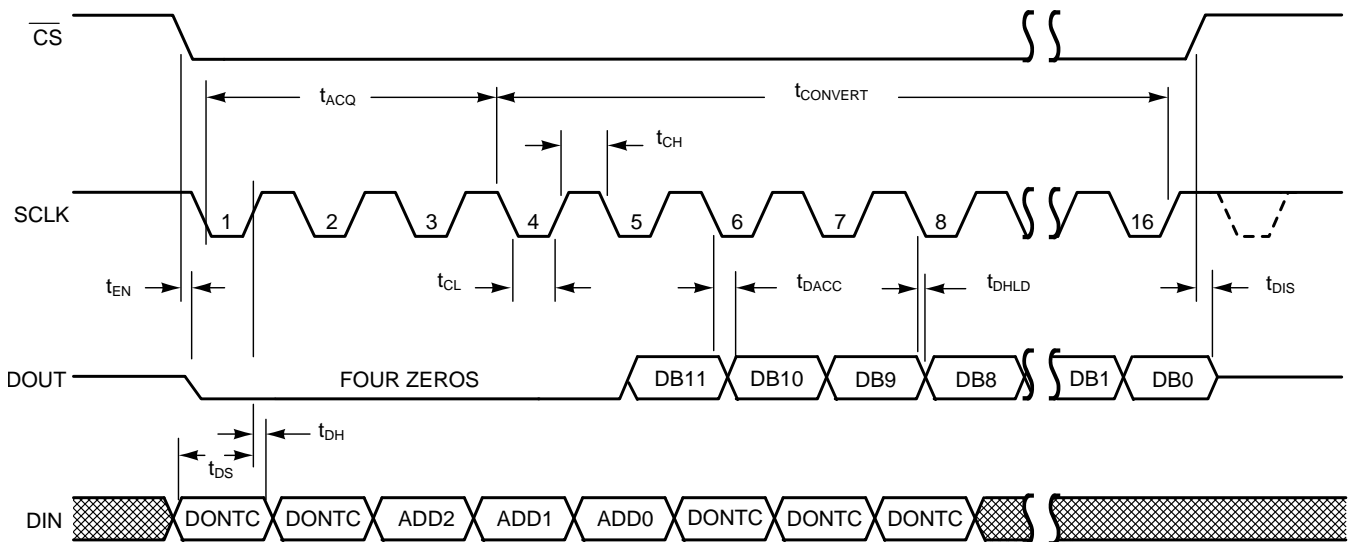 CS
tACQ
tCONVERT
tCH
SCLK
1 2 3 4 5 6 7 8 16
tEN
tCL
tDACC
tDHLD
tDIS
DOUT
FOUR ZEROS
DB11 DB10 DB9 DB8 DB1 DB0
tDH
tDS
DIN
DONTC DONTC ADD2 ADD1 ADD0 DONTC DONTC DONTC